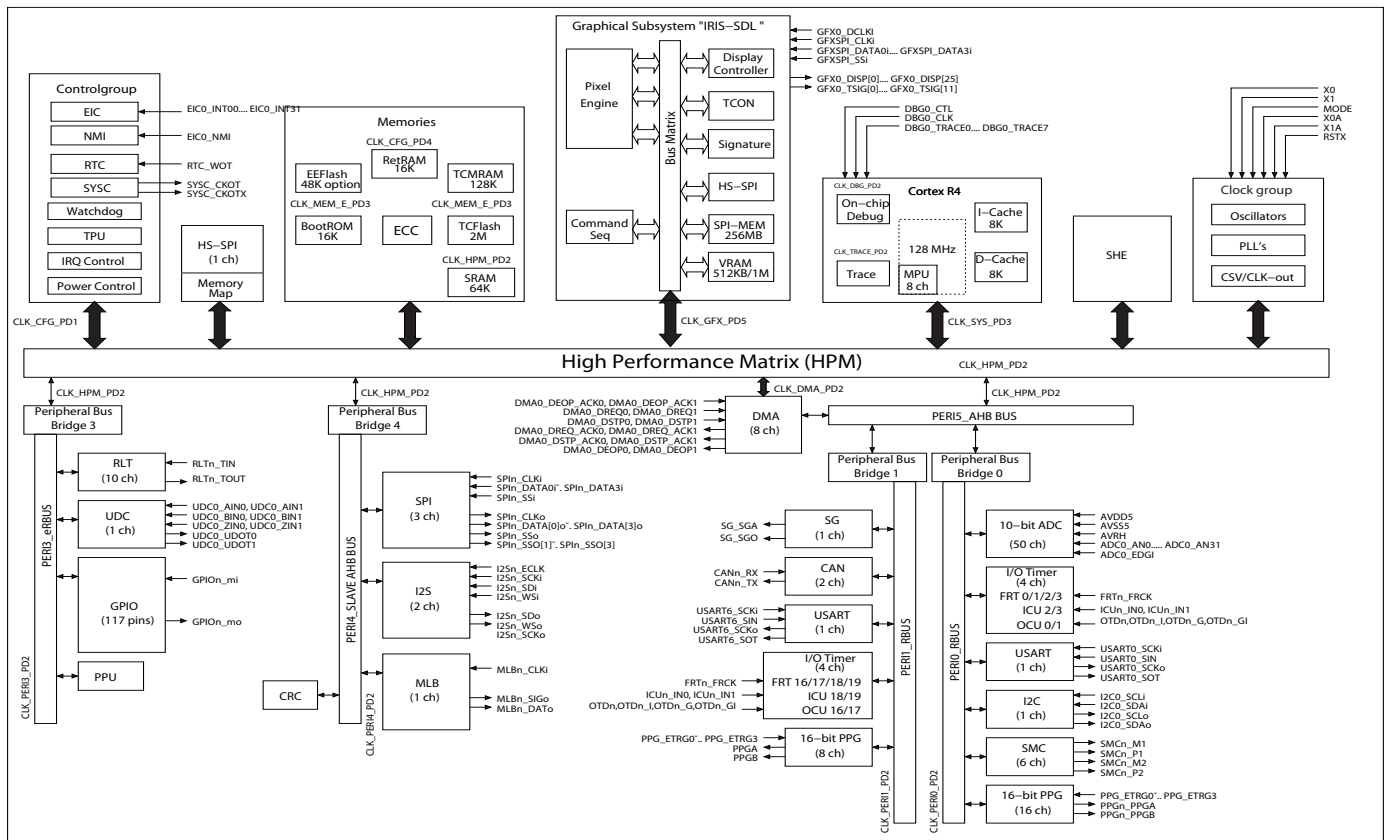 Graphical Subsystem "IRIS−SDL "
Pixel
Engine
Command
Seq
Bus Matrix
Display
Controller
TCON
Signature
HS−SPI
SPI−MEM
256MB
VRAM
512KB/1M
GFX0_DCLKI
GFXSPI_CLKi
GFXSPI_DATA0i.... GFXSPI_DATA3i
GFXSPI_SSi
GFX0_DISP[0].... GFX0_DISP[25]
GFX0_TSIG[0].... GFX0_TSIG[11]
Controlgroup
EIC
NMI
RTC
SYSC
Watchdog
TPU
IRQ Control
Power Control
EIC0_INT00.... EIC0_INT31
EIC0_NMI
RTC_WOT
SYSC_CKOT
SYSC_CKOTX
HS−SPI
(1 ch)
Memory
Map
Memories
CLK_CFG_PD4
RetRAM
16K
EEFlash
48K option
TCMRAM
128K
CLK_MEM_E_PD3
CLK_MEM_E_PD3
BootROM
16K
ECC
TCFlash
2M
CLK_HPM_PD2
SRAM
64K
DBG0_CTL
DBG0_CLK
DBG0_TRACE0.... DBG0_TRACE7
CLK_DBG_PD2
Cortex R4
On−chip
Debug
CLK_TRACE_PD2
Trace
128 MHz
MPU
8 ch
I−Cache
8K
D−Cache
8K
SHE
X0
X1
MODE
X0A
X1A
RSTX
Clock group
Oscillators
PLL's
CSV/CLK−out
CLK_CFG_PD1
CLK_GFX_PD5
CLK_SYS_PD3
High Performance Matrix (HPM)
CLK_HPM_PD2
CLK_HPM_PD2
CLK_HPM_PD2
CLK_DMA_PD2
CLK_HPM_PD2
Peripheral Bus
Bridge 3
PERI3_eRBUS
CLK_PERI3_PD2
RLT
(10 ch)
RLTn_TIN
RLTn_TOUT
UDC
(1 ch)
UDC0_AIN0, UDC0_AIN1
UDC0_BIN0, UDC0_BIN1
UDC0_ZIN0, UDC0_ZIN1
UDC0_UDOT0
UDC0_UDOT1
GPIO
(117 pins)
GPIOn_mi
GPIOn_mo
PPU
Peripheral Bus
Bridge 4
PERI4_SLAVE AHB BUS
CLK_PERI4_PD2
CRC
SPI
(3 ch)
SPIn_CLKi
SPIn_DATA0i¨. SPIn_DATA3i
SPIn_SSi
SPIn_CLKo
SPIn_DATA[0]o¨. SPIn_DATA[3]o
SPIn_SSo
SPIn_SSO[1]¨. SPIn_SSO[3]
I2S
(2 ch)
I2Sn_ECLK
I2Sn_SCKi
I2Sn_SDi
I2Sn_WSi
I2Sn_SDo
I2Sn_WSo
I2Sn_SCKo
MLB
(1 ch)
MLBn_CLKi
MLBn_SIGo
MLBn_DATo
DMA0_DEOP_ACK0, DMA0_DEOP_ACK1
DMA0_DREQ0, DMA0_DREQ1
DMA0_DSTP0, DMA0_DSTP1
DMA0_DREQ_ACK0, DMA0_DREQ_ACK1
DMA0_DSTP_ACK0, DMA0_DSTP_ACK1
DMA0_DEOP0, DMA0_DEOP1
DMA
(8 ch)
PERI5_AHB BUS
Peripheral Bus
Bridge 1
PERI1_RBUS
CLK_PERI1_PD2
SG_SGA
SG_SGO
SG
(1 ch)
CANn_RX
CANn_TX
CAN
(2 ch)
USART6_SCKi
USART6_SIN
USART6_SCKo
USART6_SOT
USART
(1 ch)
FRTn_FRCK
ICUn_IN0, ICUn_IN1
OTDn,OTDn_I,OTDn_G,OTDn_GI
I/O Timer
(4 ch)
FRT 16/17/18/19
ICU 18/19
OCU 16/17
PPG_ETRG0¨.. PPG_ETRG3
PPGA
PPGB
16−bit PPG
(8 ch)
Peripheral Bus
Bridge 0
PERI0_RBUS
CLK_PERI0_PD2
10−bit ADC
(50 ch)
AVDD5
AVSS5
AVRH
ADC0_AN0..... ADC0_AN31
ADC0_EDGi
I/O Timer
(4 ch)
FRT 0/1/2/3
ICU 2/3
OCU 0/1
FRTn_FRCK
ICUn_IN0, ICUn_IN1
OTDn,OTDn_I,OTDn_G,OTDn_GI
USART
(1 ch)
USART0_SCKi
USART0_SIN
USART0_SCKo
USART0_SOT
I2C
(1 ch)
I2C0_SCLi
I2C0_SDAi
I2C0_SCLo
I2C0_SDAo
SMC
(6 ch)
SMCn_M1
SMCn_P1
SMCn_M2
SMCn_P2
16−bit PPG
(16 ch)
PPG_ETRG0¨.. PPG_ETRG3
PPGn_PPGA
PPGn_PPGB